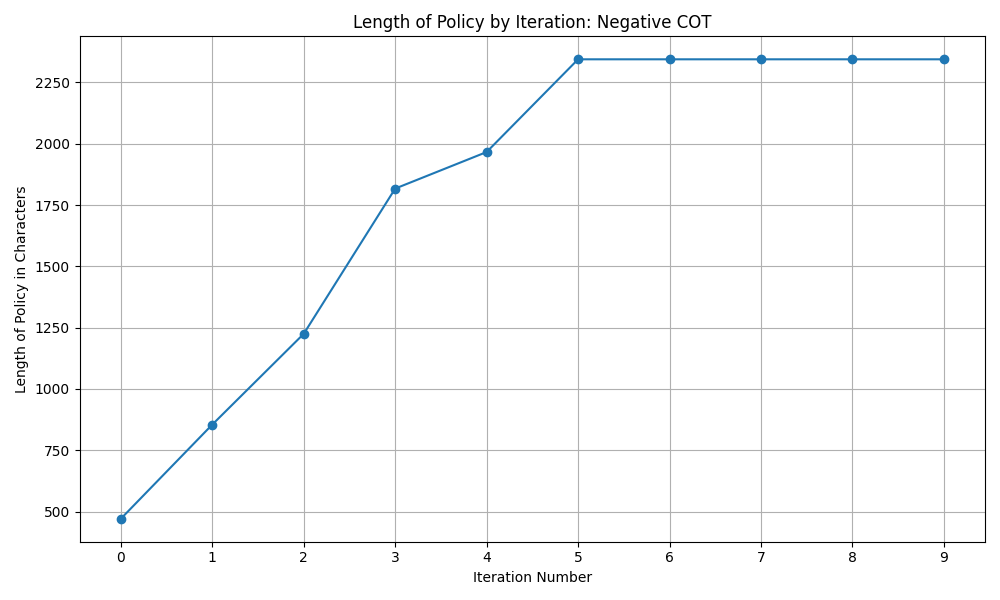 Length of Policy by Iteration: Negative COT
Length of Policy in Characters
2250
2000
1750
1500
1250
1000
750
500
0 1 2 3 4 5 6 7 8 9
Iteration Number